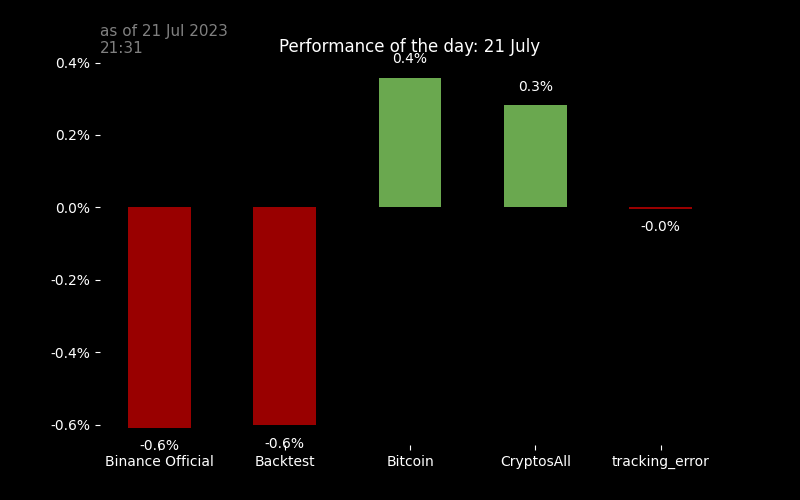 as of 21 Jul 2023
21:31
Performance of the day: 21 July
0.4%
0.2%
0.0%
-0.2%
-0.4%
-0.6%
0.4%
0.3%
-0.0%
-0.6%
-0.6%
Binance Official
Backtest
Bitcoin
CryptosAll
tracking_error